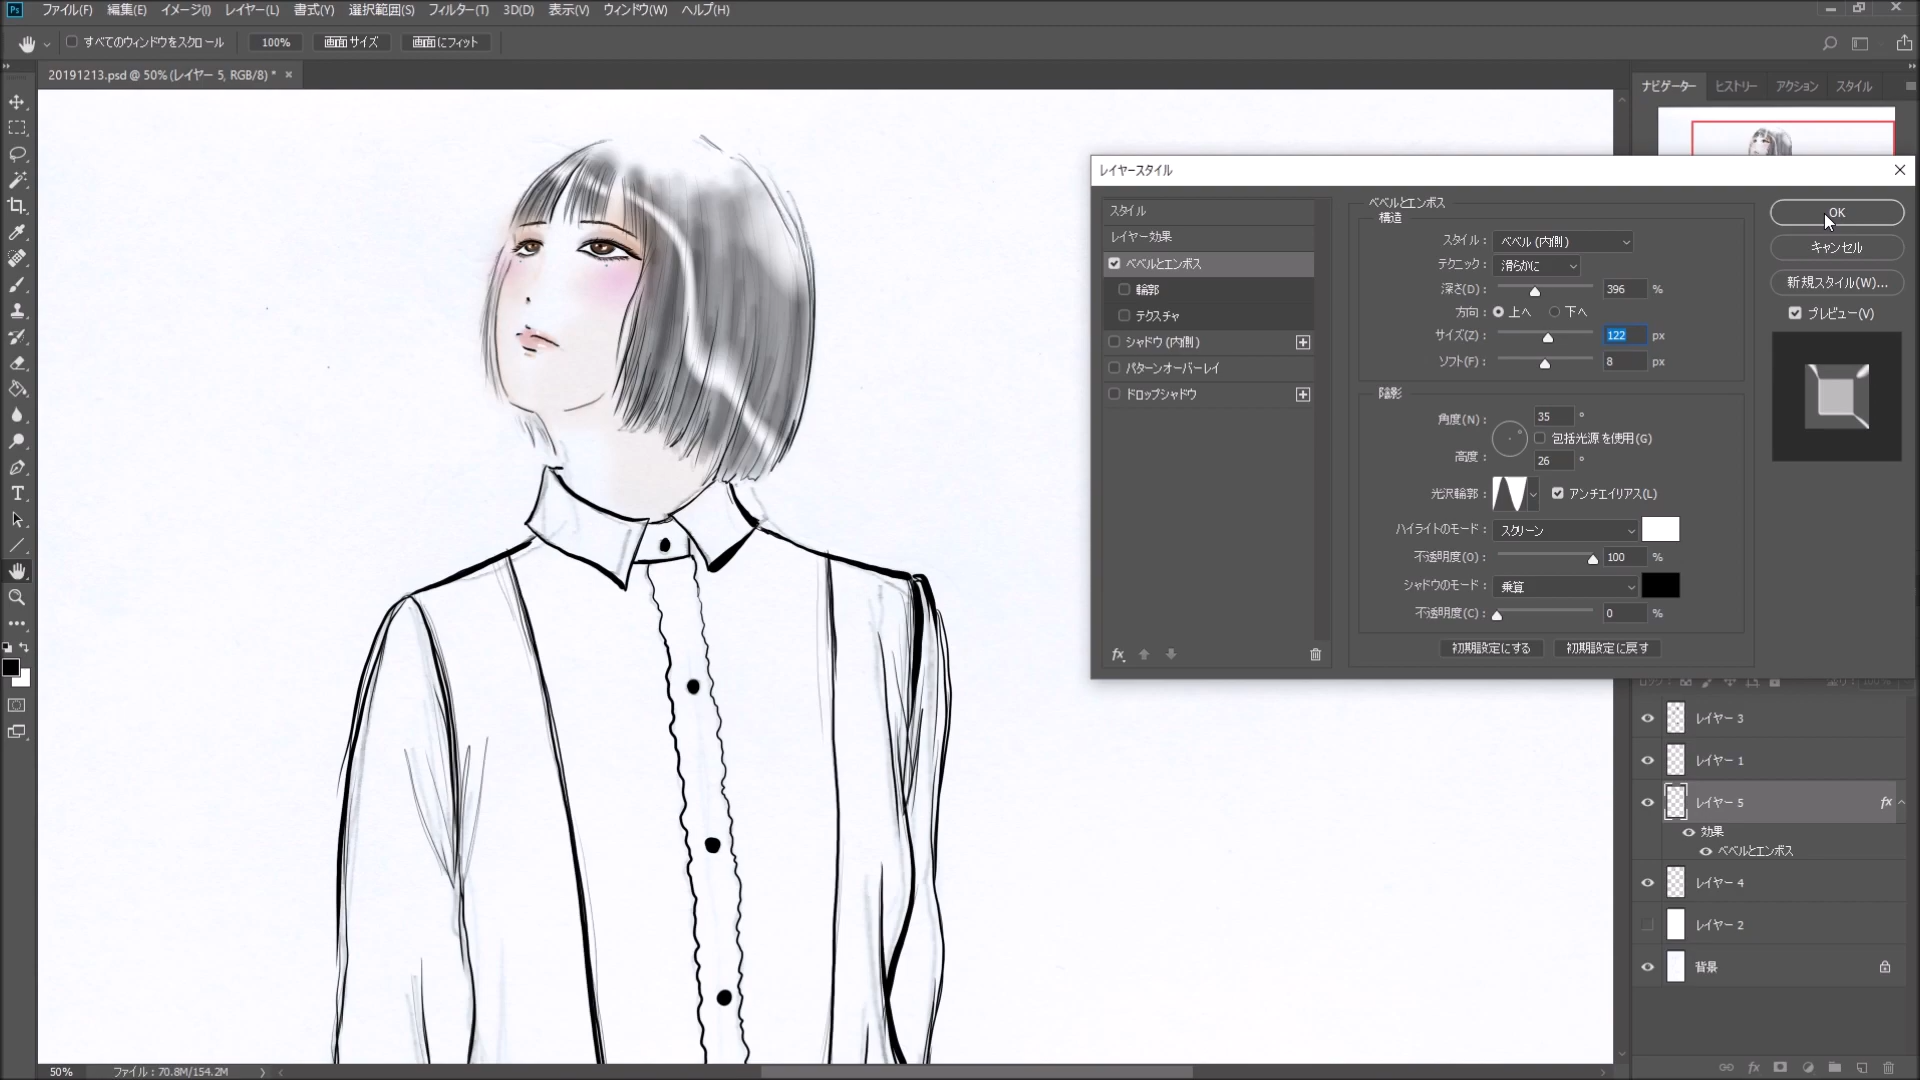 Ps ファイル(F) 編集(E) イメージ(I) レイヤー(L) 書式(Y) 選択範囲(S) フィルター(T) 3D(D) 表示(V) ウィンドウ(W) ヘルプ(H)
すべてのウィンドウをスクロール 100% 画面サイズ 画面にフィット
20191213.psd @ 50% (レイヤー 5, RGB/8) *
ナビゲーター ヒストリー アクション スタイル
レイヤースタイル
スタイル
レイヤー効果
ベベルとエンボス
輪郭
テクスチャ
シャドウ (内側)
パターンオーバーレイ
ドロップシャドウ
fx
ベベルとエンボス
構造
スタイル : ベベル (内側)
テクニック : 滑らかに
深さ(D) : 396 %
方向 : 上へ 下へ
サイズ(Z) : 122 px
ソフト(F) : 8 px
陰影
角度(N) : 35 °
包括光源を使用(G)
高度 : 26 °
光沢輪郭 : アンチエイリアス(L)
ハイライトのモード : スクリーン
不透明度(O) : 100 %
シャドウのモード : 乗算
不透明度(C) : 0 %
初期設定にする 初期設定に戻す
OK
キャンセル
新規スタイル(W)...
プレビュー(V)
レイヤー 3
レイヤー 1
レイヤー 5 fx
効果
ベベルとエンボス
レイヤー 4
レイヤー 2
背景
50% ファイル : 70.8M/154.2M
fx